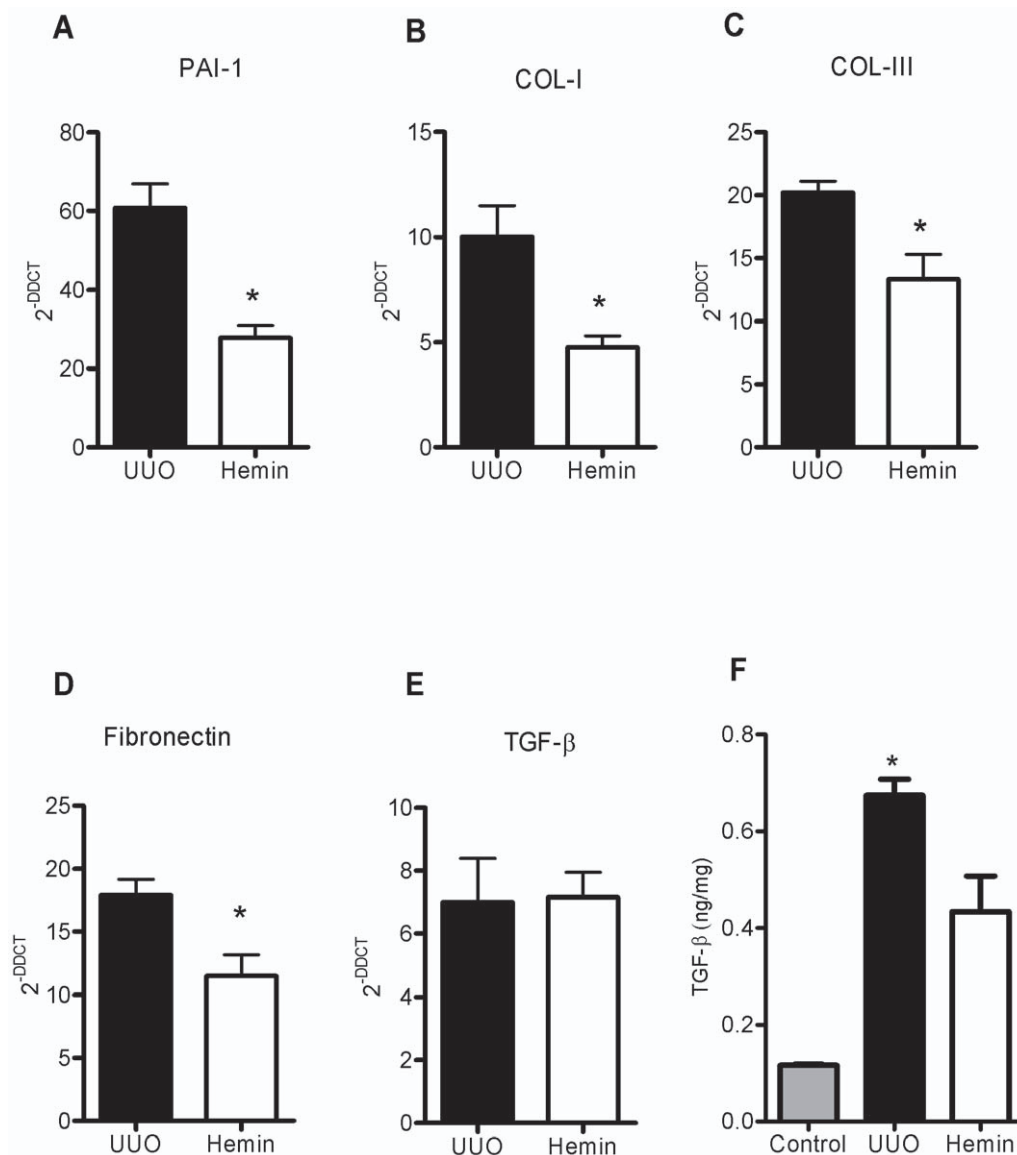 A
PAI-1
80
60
40
20
0
2-DDCT
*
UUO Hemin
B
COL-I
15
10
5
0
2-DDCT
*
UUO Hemin
C
COL-III
25
20
15
10
5
0
2-DDCT
*
UUO Hemin
D
Fibronectin
25
20
15
10
5
0
2-DDCT
*
UUO Hemin
E
TGF-β
10
8
6
4
2
0
2-DDCT
UUO Hemin
F
0.8
0.6
0.4
0.2
0.0
TGF-β (ng/mg)
*
Control UUO Hemin